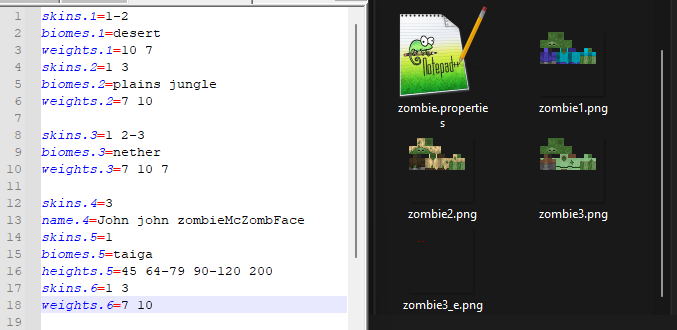 1 skins.1=1-2
2 biomes.1=desert
3 weights.1=10 7
4 skins.2=1 3
5 biomes.2=plains jungle
6 weights.2=7 10
7
8 skins.3=1 2-3
9 biomes.3=nether
10 weights.3=7 10 7
11
12 skins.4=3
13 name.4=John john zombieMcZombFace
14 skins.5=1
15 biomes.5=taiga
16 heights.5=45 64-79 90-120 200
17 skins.6=1 3
18 weights.6=7 10
19
Notepad++
zombie.propertie
s
zombie1.png
zombie2.png
zombie3.png
zombie3_e.png